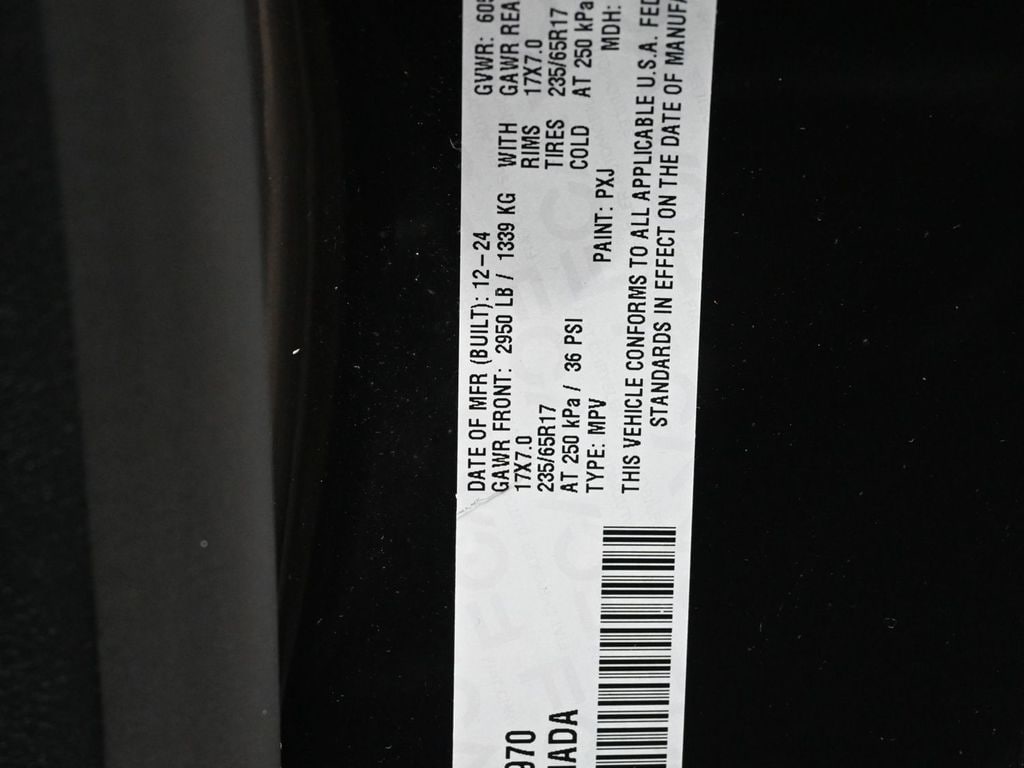 DATE OF MFR (BUILT): 12-24
GVWR:
GAWR FRONT: 2950 LB / 1339 KG WITH GAWR
17X7.0 RIMS 17X7.0
235/65R17 TIRES 235/65R17
AT 250 kPa / 36 PSI COLD AT 250 kPa
TYPE: MPV PAINT: PXJ MDH:
THIS VEHICLE CONFORMS TO ALL APPLICABLE U.S.A.
STANDARDS IN EFFECT ON THE DATE OF
970